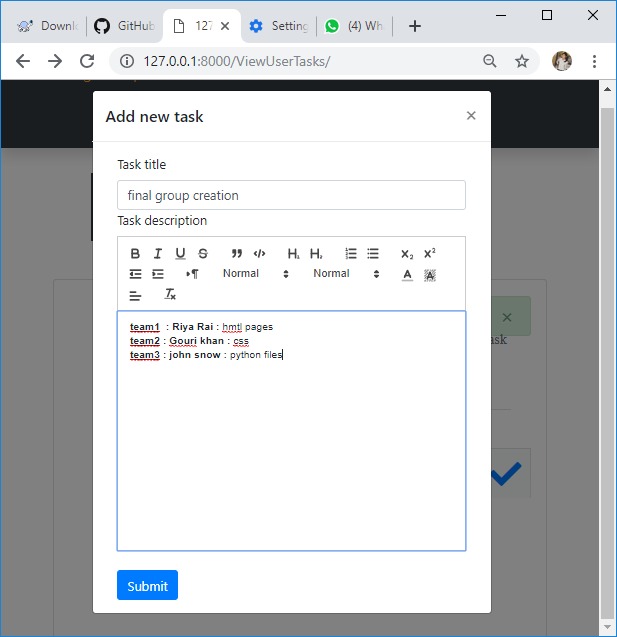 Downl
GitHub
127
Setting
(4) Wh
127.0.0.1:8000/ViewUserTasks/
Add new task
×
Task title
final group creation
Task description
B I U S ” </> H1 H2 X2 X2
¶ Normal Normal A A
Tx
team1 : Riya Rai : hmtl pages
team2 : Gouri khan : css
team3 : john snow : python files
×
ask
Submit